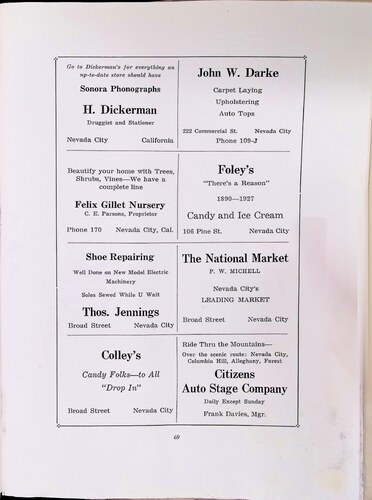 Go to Dickerman's for everything an
up-to-date store should have
Sonora Phonographs
H. Dickerman
Druggist and Stationer
Nevada City California
John W. Darke
Carpet Laying
Upholstering
Auto Tops
222 Commercial St. Nevada City
Phone 109-J
Beautify your home with Trees,
Shrubs, Vines—We have a
complete line
Felix Gillet Nursery
C. E. Parsons, Proprietor
Phone 170 Nevada City, Cal.
Foley's
"There's a Reason"
1890—1927
Candy and Ice Cream
106 Pine St. Nevada City
Shoe Repairing
Well Done on New Model Electric
Machinery
Soles Sewed While U Wait
Thos. Jennings
Broad Street Nevada City
The National Market
P. W. MICHELL
Nevada City's
LEADING MARKET
Broad Street Nevada City
Colley's
Candy Folks—to All
"Drop In"
Broad Street Nevada City
Ride Thru the Mountains—
Over the scenic route: Nevada City,
Columbia Hill, Alleghany, Forest
Citizens
Auto Stage Company
Daily Except Sunday
Frank Davies, Mgr.
69